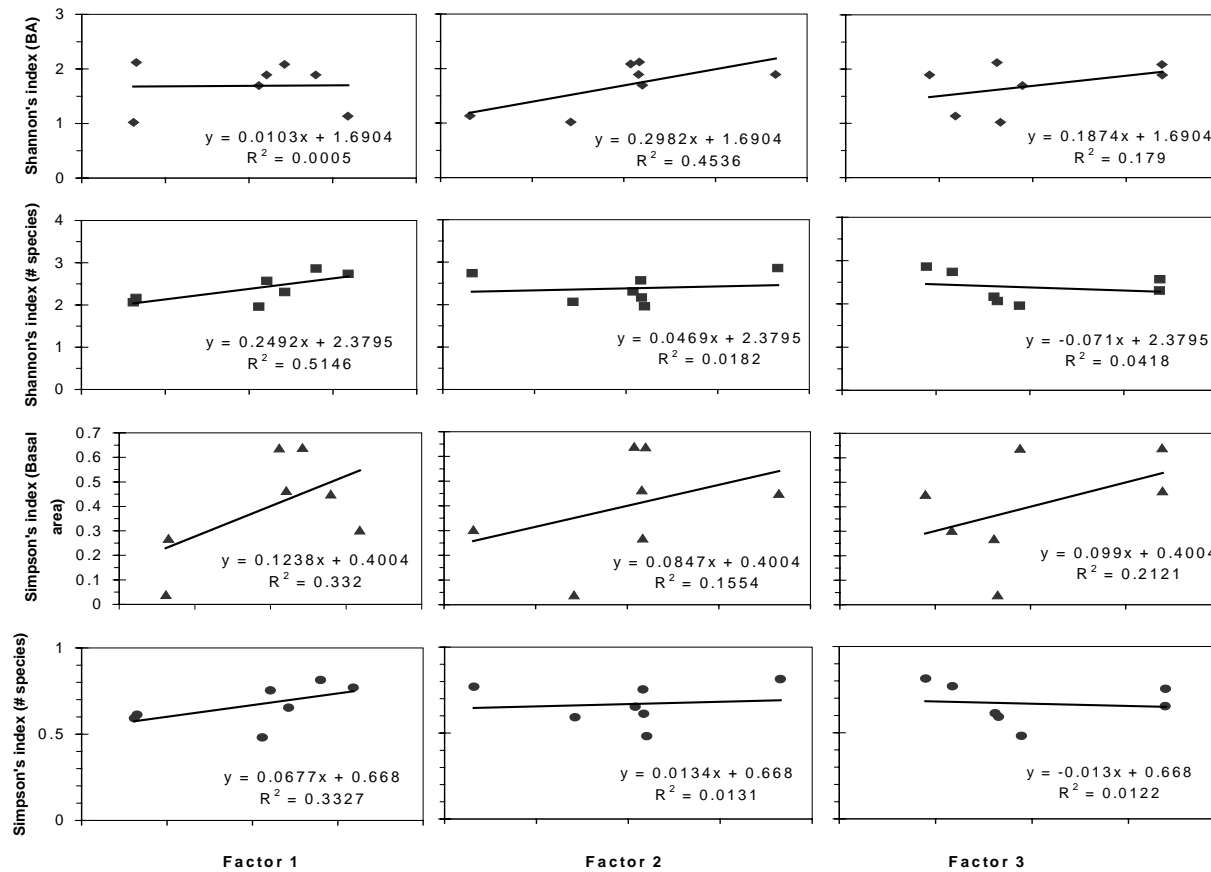 Shannon's index (BA)
3
2
1
0
y = 0.0103x + 1.6904
R² = 0.0005
y = 0.2982x + 1.6904
R² = 0.4536
y = 0.1874x + 1.6904
R² = 0.179
Shannon's index (# species)
4
3
2
1
0
y = 0.2492x + 2.3795
R² = 0.5146
y = 0.0469x + 2.3795
R² = 0.0182
y = -0.071x + 2.3795
R² = 0.0418
Simpson's index (Basal
area)
0.7
0.6
0.5
0.4
0.3
0.2
0.1
0
y = 0.1238x + 0.4004
R² = 0.332
y = 0.0847x + 0.4004
R² = 0.1554
y = 0.099x + 0.4004
R² = 0.2121
Simpson's index (# species)
1
0.5
0
y = 0.0677x + 0.668
R² = 0.3327
y = 0.0134x + 0.668
R² = 0.0131
y = -0.013x + 0.668
R² = 0.0122
Factor 1
Factor 2
Factor 3